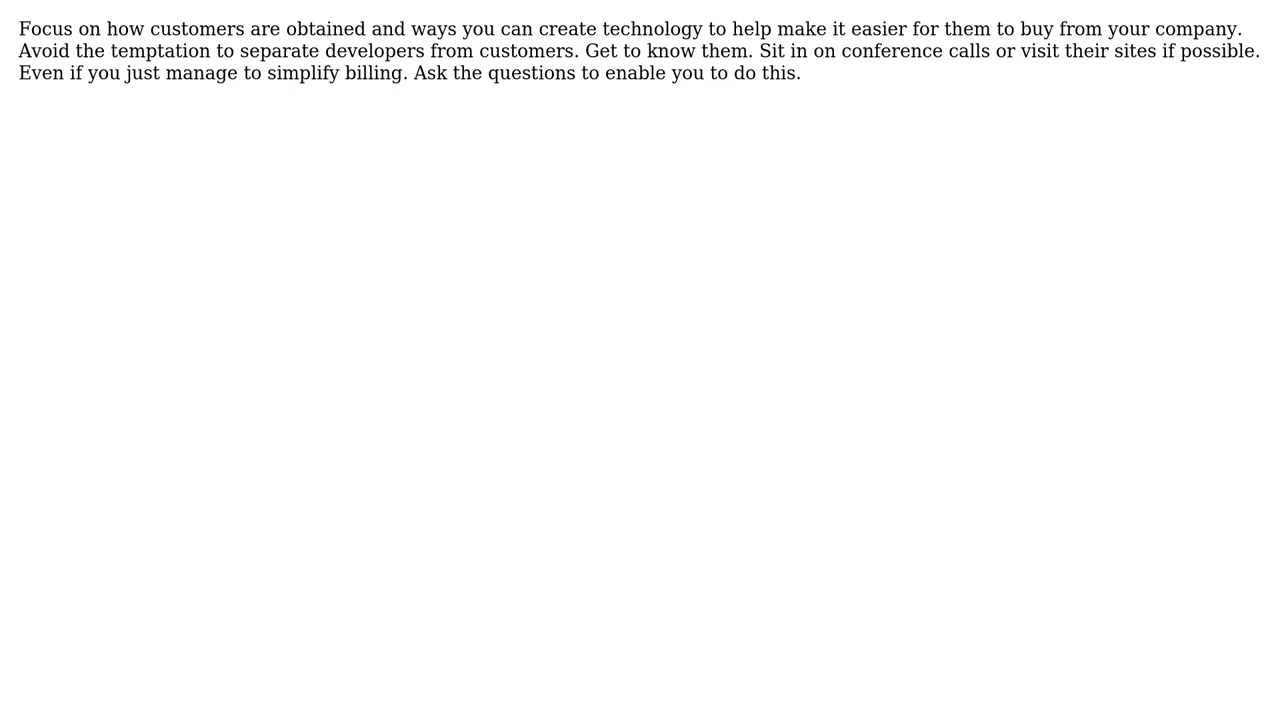 Focus on how customers are obtained and ways you can create technology to help make it easier for them to buy from your company.
Avoid the temptation to separate developers from customers. Get to know them. Sit in on conference calls or visit their sites if possible.
Even if you just manage to simplify billing. Ask the questions to enable you to do this.